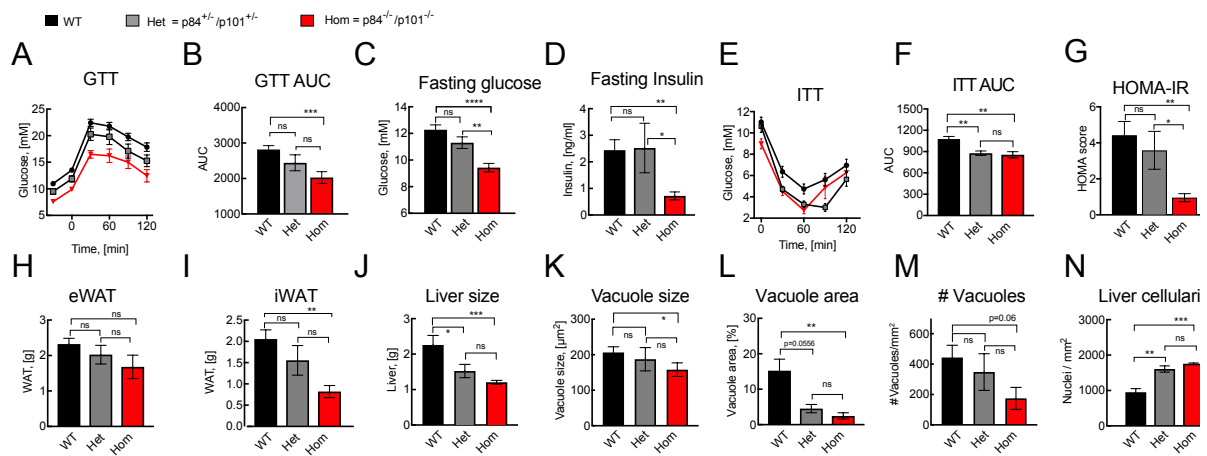 WT
Het = p84+/-/p101+/-
Hom = p84-/-/p101-/-
A
GTT
Glucose, [mM]
25
20
15
10
5
0
60
120
Time, [min]
B
GTT AUC
AUC
4000
3000
2000
1000
***
ns
ns
WT
Het
Hom
C
Fasting glucose
Glucose, [mM]
14
12
10
8
6
****
ns
**
WT
Het
Hom
D
Fasting Insulin
Insulin, [ng/ml]
5
4
3
2
1
0
**
ns
*
WT
Het
Hom
E
ITT
Glucose, [mM]
12
10
8
6
4
2
0
0
60
120
Time, [min]
F
ITT AUC
AUC
1500
1200
900
600
300
0
**
**
ns
WT
Het
Hom
G
HOMA-IR
HOMA score
6
4
2
0
ns
**
*
WT
Het
Hom
H
eWAT
WAT, [g]
3
2
1
0
ns
ns
ns
WT
Het
Hom
I
iWAT
WAT, [g]
2.5
2.0
1.5
1.0
0.5
0.0
**
ns
ns
WT
Het
Hom
J
Liver size
Liver, [g]
3
2
1
0
***
*
ns
WT
Het
Hom
K
Vacuole size
Vacuole size, [µm²]
300
200
100
0
*
ns
ns
WT
Het
Hom
L
Vacuole area
Vacuole area, [%]
20
15
10
5
0
**
p=0.0556
ns
WT
Het
Hom
M
# Vacuoles
#Vacuoles/mm²
800
600
400
200
0
p=0.06
ns
ns
WT
Het
Hom
N
Liver cellulari
Nuclei / mm²
3000
2000
1000
0
***
**
ns
WT
Het
Hom